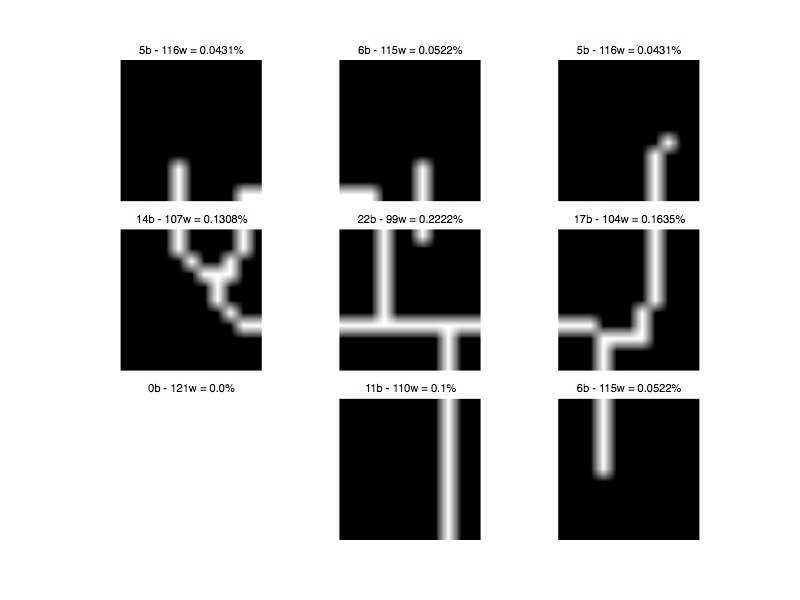 5b - 116w = 0.0431%
6b - 115w = 0.0522%
5b - 116w = 0.0431%
14b - 107w = 0.1308%
22b - 99w = 0.2222%
17b - 104w = 0.1635%
0b - 121w = 0.0%
11b - 110w = 0.1%
6b - 115w = 0.0522%